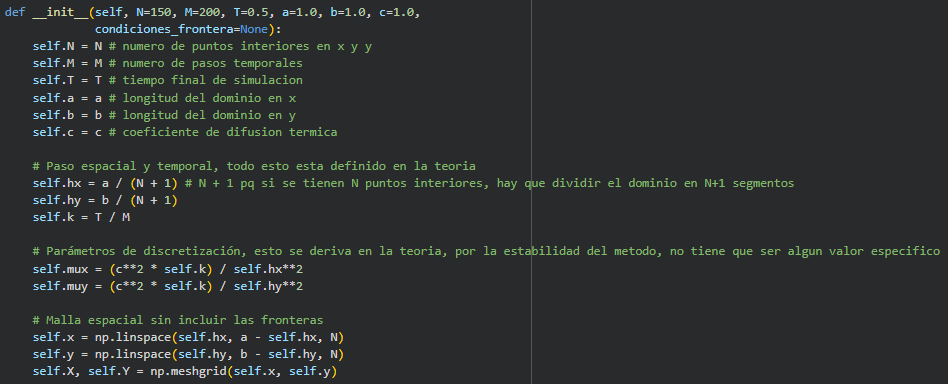 def __init__(self, N=150, M=200, T=0.5, a=1.0, b=1.0, c=1.0,
condiciones_frontera=None):
self.N = N # numero de puntos interiores en x y y
self.M = M # numero de pasos temporales
self.T = T # tiempo final de simulacion
self.a = a # longitud del dominio en x
self.b = b # longitud del dominio en y
self.c = c # coeficiente de difusion termica
# Paso espacial y temporal, todo esto esta definido en la teoria
self.hx = a / (N + 1) # N + 1 pq si se tienen N puntos interiores, hay que dividir el dominio en N+1 segmentos
self.hy = b / (N + 1)
self.k = T / M
# Parámetros de discretización, esto se deriva en la teoria, por la estabilidad del metodo, no tiene que ser algun valor especifico
self.mux = (c**2 * self.k) / self.hx**2
self.muy = (c**2 * self.k) / self.hy**2
# Malla espacial sin incluir las fronteras
self.x = np.linspace(self.hx, a - self.hx, N)
self.y = np.linspace(self.hy, b - self.hy, N)
self.X, self.Y = np.meshgrid(self.x, self.y)